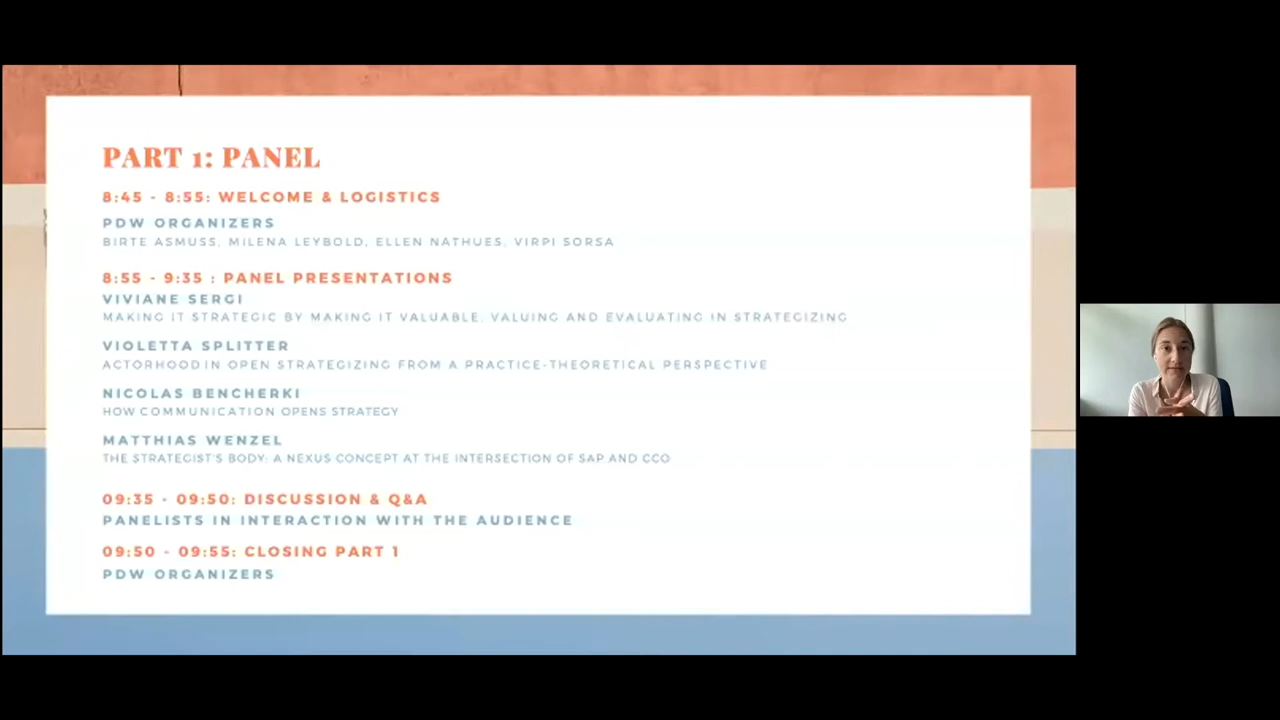 PART 1: PANEL
8:45 - 8:55: WELCOME & LOGISTICS
PDW ORGANIZERS
BIRTE ASMUSS, MILENA LEYBOLD, ELLEN NATHUES, VIRPI SORSA
8:55 - 9:35 : PANEL PRESENTATIONS
VIVIANE SERGI
MAKING IT STRATEGIC BY MAKING IT VALUABLE. VALUING AND EVALUATING IN STRATEGIZING
VIOLETTA SPLITTER
ACTORHOOD IN OPEN STRATEGIZING FROM A PRACTICE-THEORETICAL PERSPECTIVE
NICOLAS BENCHERKI
HOW COMMUNICATION OPENS STRATEGY
MATTHIAS WENZEL
THE STRATEGIST'S BODY: A NEXUS CONCEPT AT THE INTERSECTION OF SAP AND CCO
09:35 - 09:50: DISCUSSION & Q&A
PANELISTS IN INTERACTION WITH THE AUDIENCE
09:50 - 09:55: CLOSING PART 1
PDW ORGANIZERS